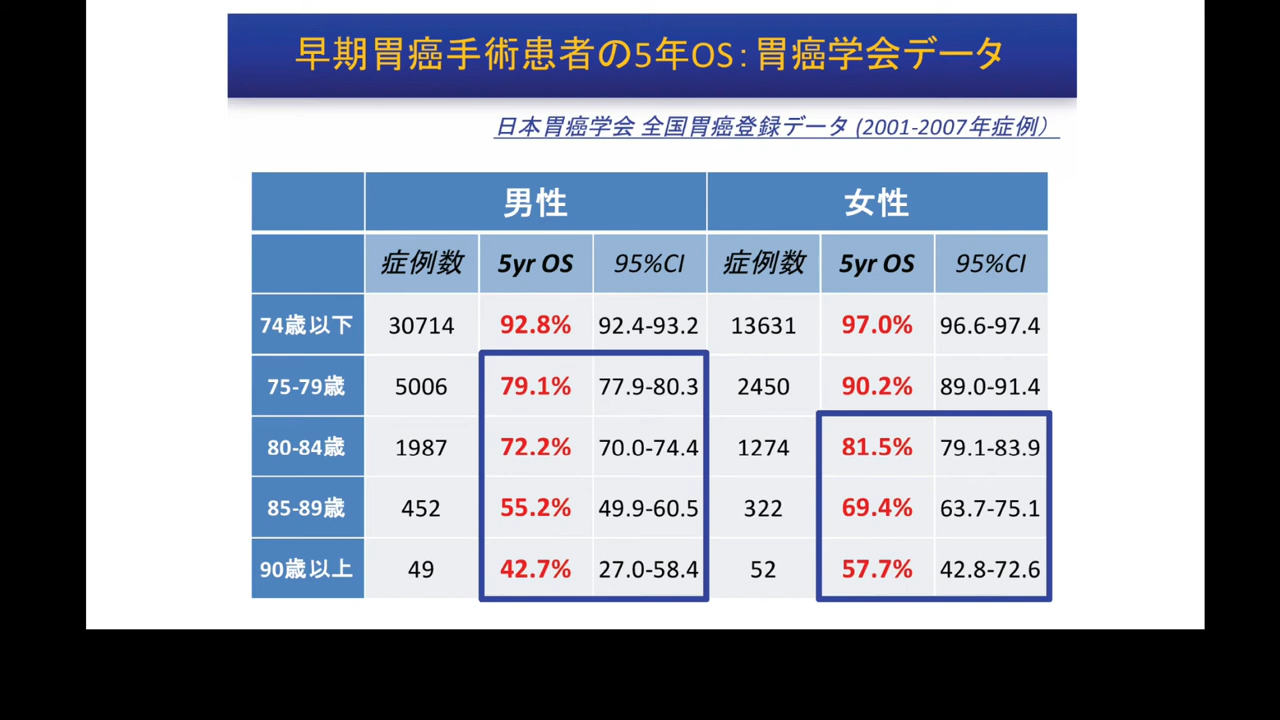 早期胃癌手術患者の5年OS：胃癌学会データ
日本胃癌学会 全国胃癌登録データ (2001-2007年症例）
男性 女性
症例数 5yr OS 95%CI 症例数 5yr OS 95%CI
74歳以下 30714 92.8% 92.4-93.2 13631 97.0% 96.6-97.4
75-79歳 5006 79.1% 77.9-80.3 2450 90.2% 89.0-91.4
80-84歳 1987 72.2% 70.0-74.4 1274 81.5% 79.1-83.9
85-89歳 452 55.2% 49.9-60.5 322 69.4% 63.7-75.1
90歳以上 49 42.7% 27.0-58.4 52 57.7% 42.8-72.6